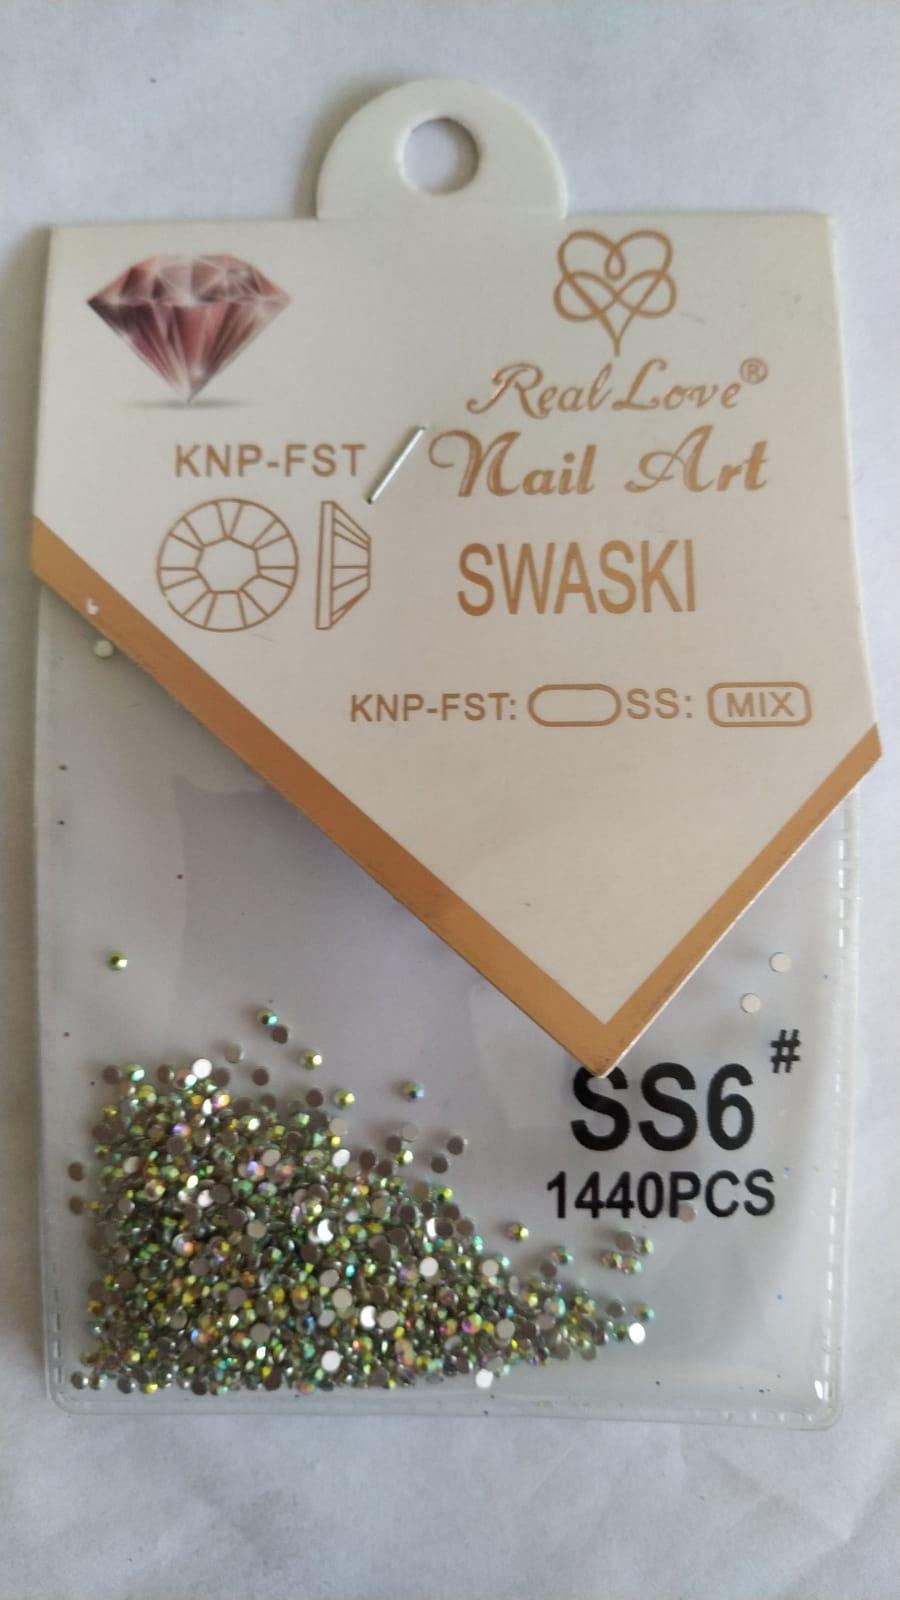 Real Love®
Nail Art
KNP-FST
SWASKI
KNP-FST: SS: MIX
SS6#
1440PCS